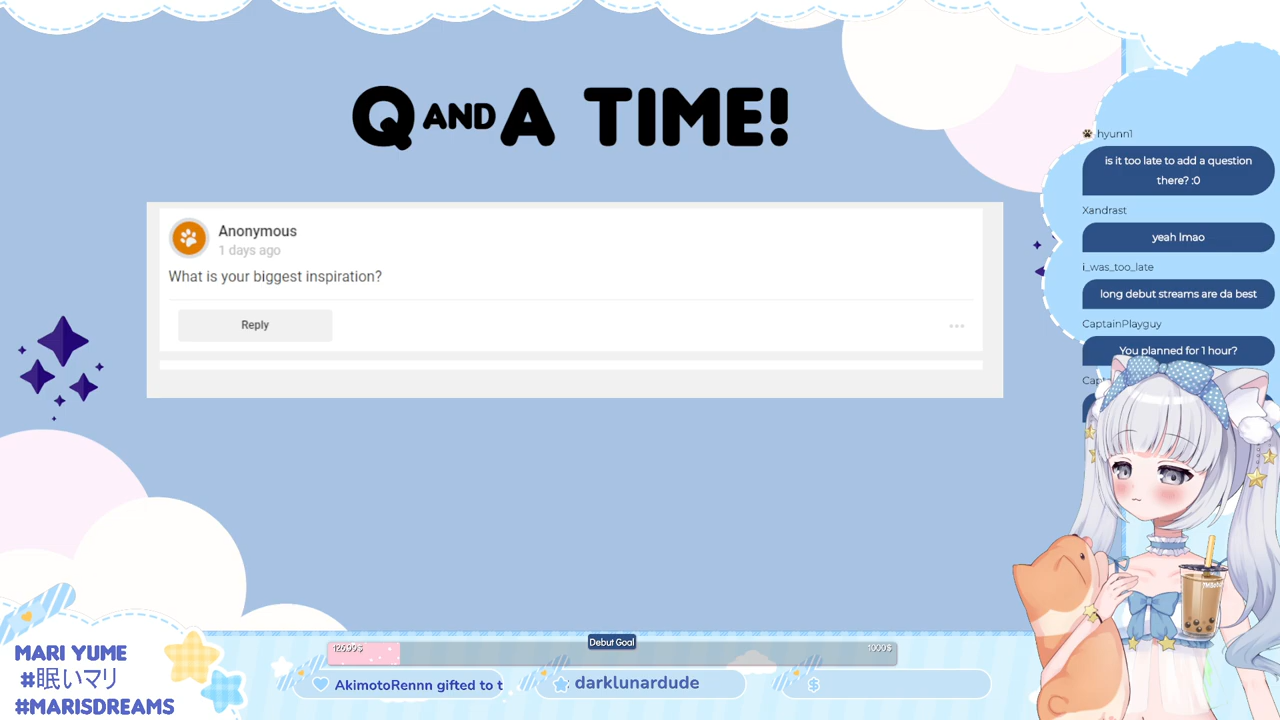 Q AND A TIME!
Anonymous
1 days ago
What is your biggest inspiration?
Reply
hyunn1
is it too late to add a question
there? :0
Xandrast
yeah lmao
i_was_too_late
long debut streams are da best
CaptainPlayguy
You planned for 1 hour?
MARI YUME
#眠いマリ
#MARISDREAMS
Debut Goal
1000$
AkimotoRennn gifted to t
darklunardude
$